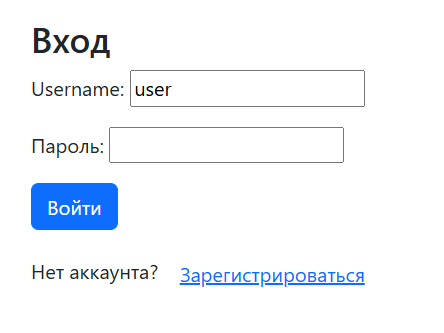 Вход
Username: user
Пароль:
Войти
Нет аккаунта? Зарегистрироваться